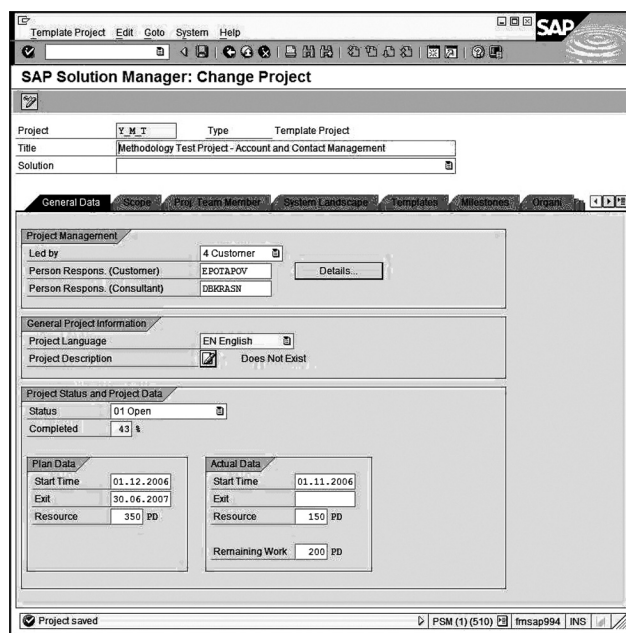 Template Project Edit Goto System Help
SAP
SAP Solution Manager: Change Project
Project Y_M_T Type Template Project
Title Methodology Test Project - Account and Contact Management
Solution
General Data Scope Proj. Team Member System Landscape Templates Milestones Organi
Project Management
Led by 4 Customer
Person Respons. (Customer) EPOTAPOV Details...
Person Respons. (Consultant) DBKRASN
General Project Information
Project Language EN English
Project Description Does Not Exist
Project Status and Project Data
Status 01 Open
Completed 43 %
Plan Data Actual Data
Start Time 01.12.2006 Start Time 01.11.2006
Exit 30.06.2007 Exit
Resource 350 PD Resource 150 PD
Remaining Work 200 PD
Project saved PSM (1) (510) fmsap994 INS